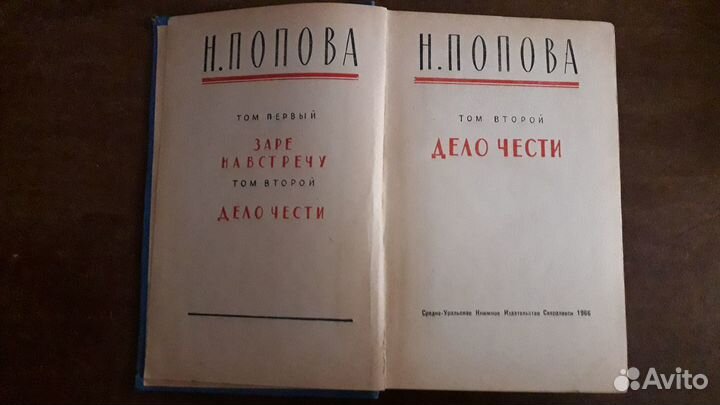 Н.ПОПОВА
ТОМ ПЕРВЫЙ
ЗАРЕ
НАВСТРЕЧУ
ТОМ ВТОРОЙ
ДЕЛО ЧЕСТИ
Н.ПОПОВА
ТОМ ВТОРОЙ
ДЕЛО ЧЕСТИ
Средне-Уральское Книжное Издательство Свердловск 1966
Avito